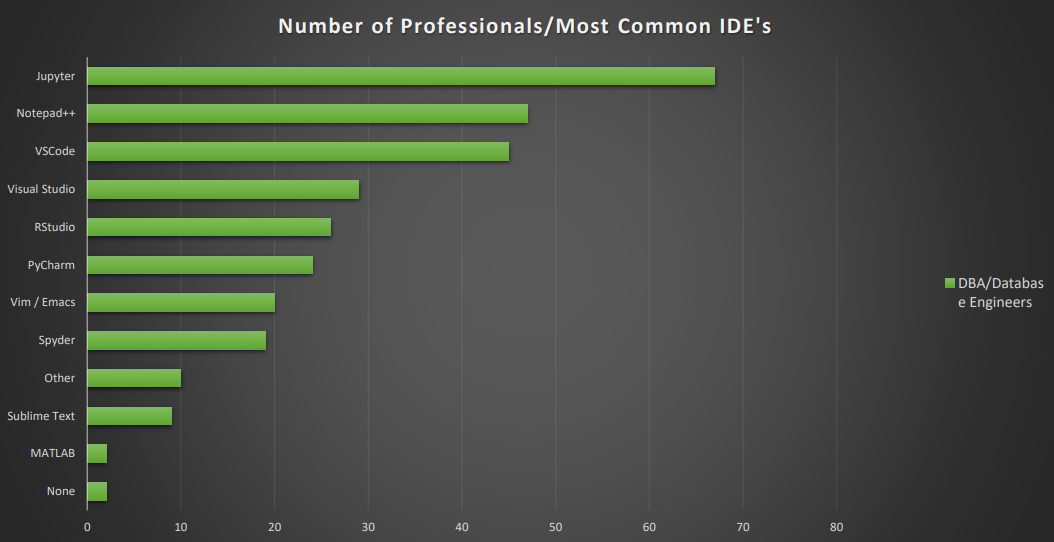 Number of Professionals/Most Common IDE's
Jupyter
Notepad++
VSCode
Visual Studio
RStudio
PyCharm
Vim / Emacs
Spyder
Other
Sublime Text
MATLAB
None
0 10 20 30 40 50 60 70 80
DBA/Databas
e Engineers